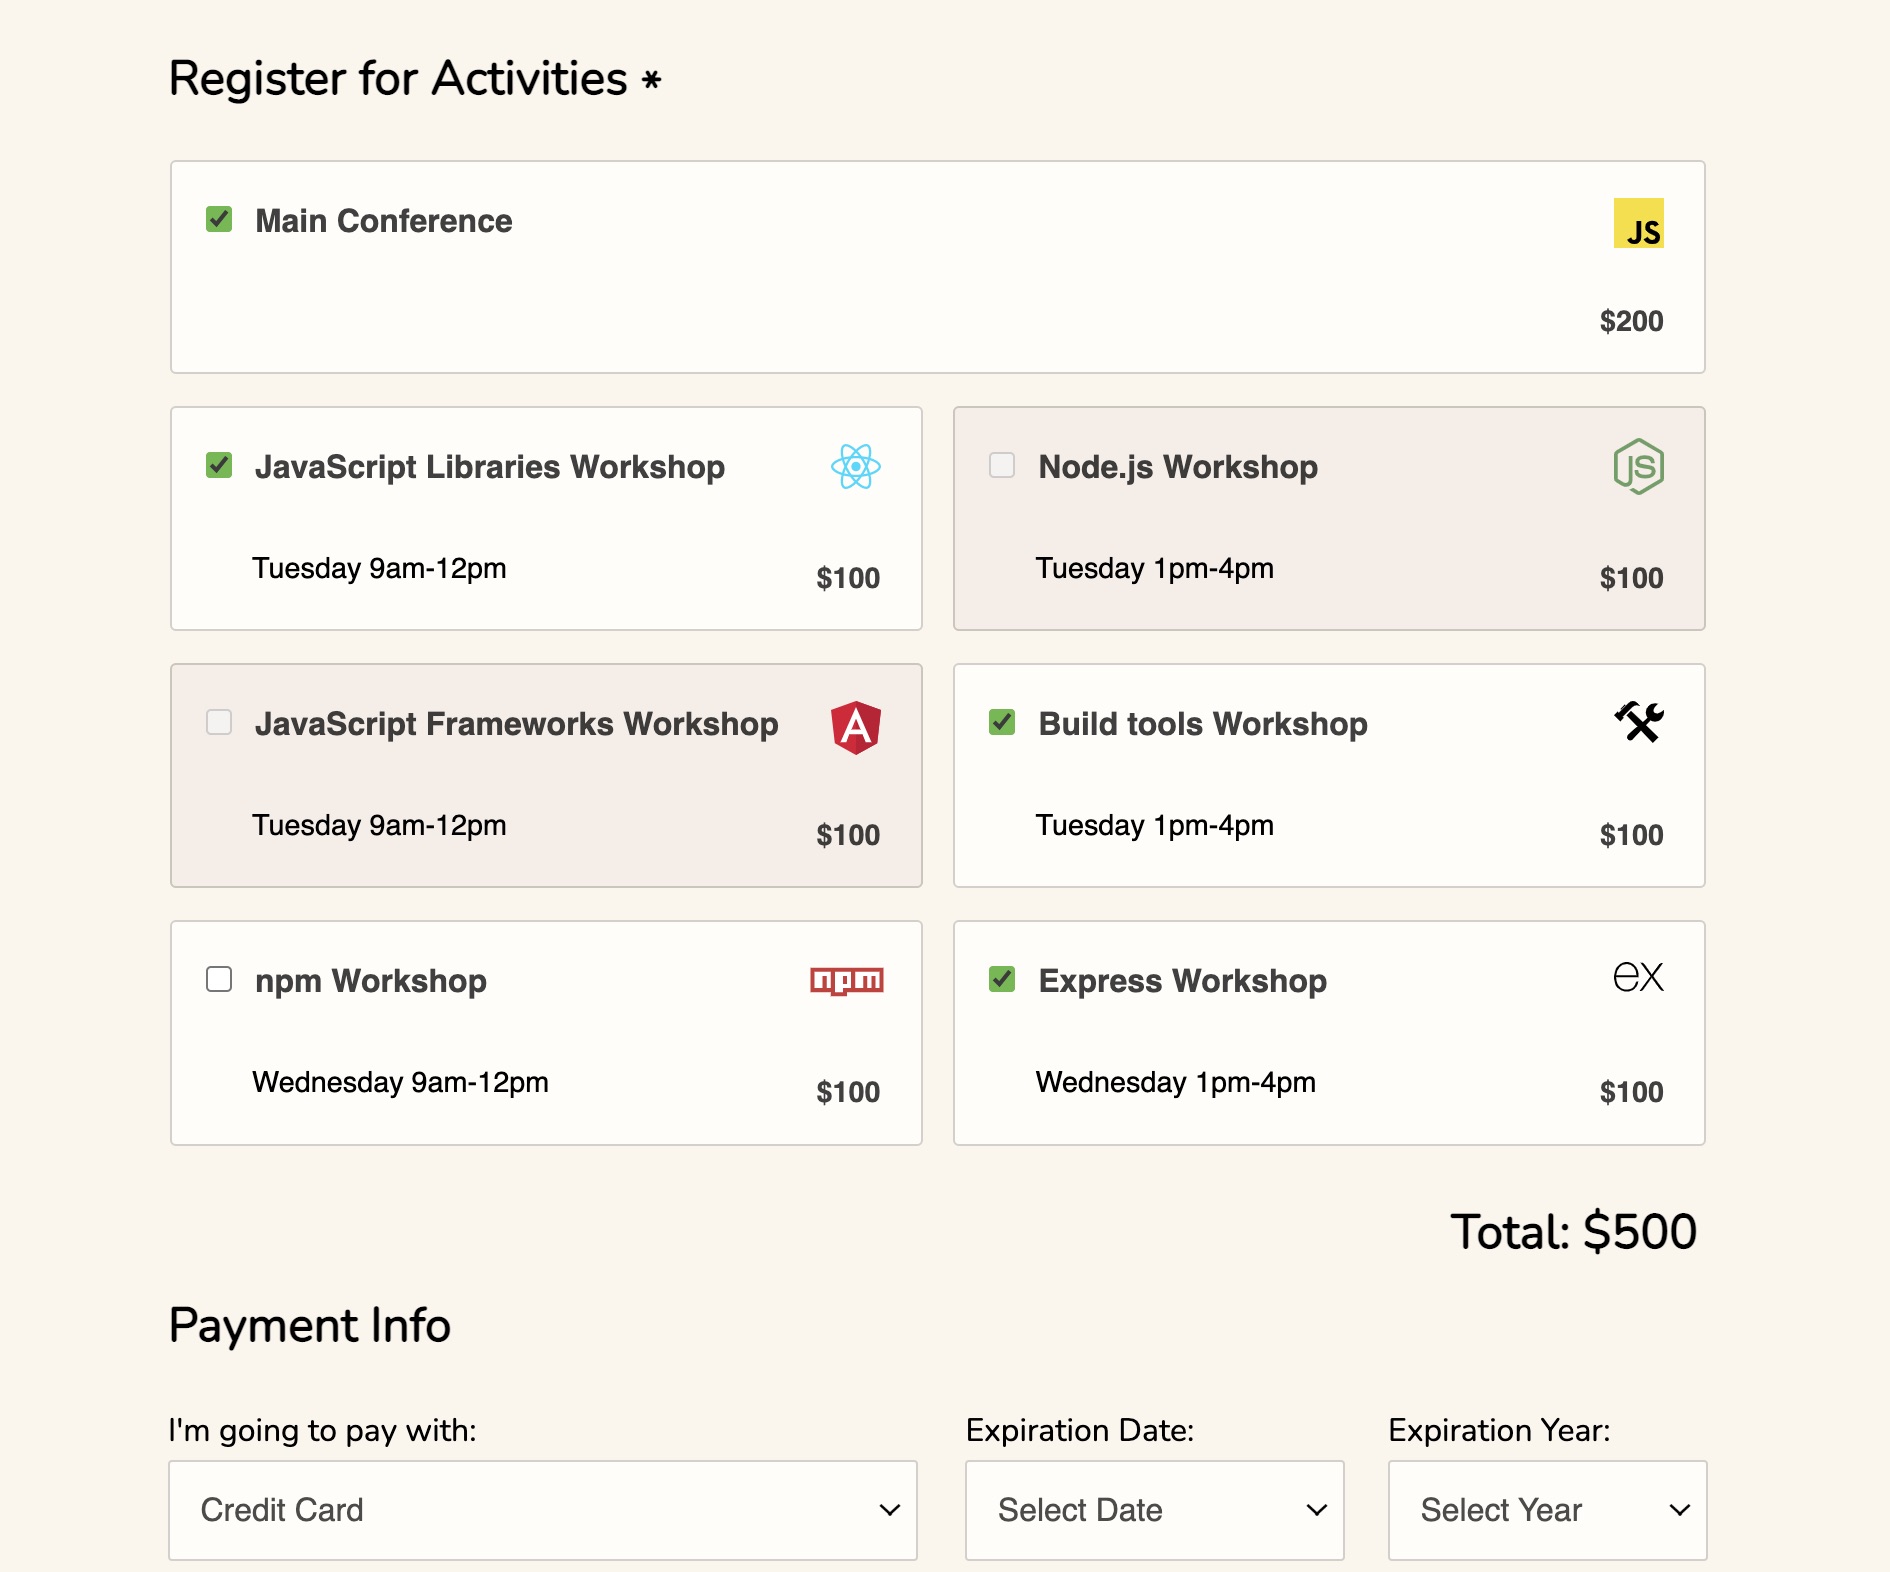 Register for Activities *
Main Conference
JS
$200
JavaScript Libraries Workshop
Tuesday 9am-12pm
$100
Node.js Workshop
JS
Tuesday 1pm-4pm
$100
JavaScript Frameworks Workshop
A
Tuesday 9am-12pm
$100
Build tools Workshop
Tuesday 1pm-4pm
$100
npm Workshop
npm
Wednesday 9am-12pm
$100
Express Workshop
ex
Wednesday 1pm-4pm
$100
Total: $500
Payment Info
I'm going to pay with:
Credit Card
Expiration Date:
Select Date
Expiration Year:
Select Year